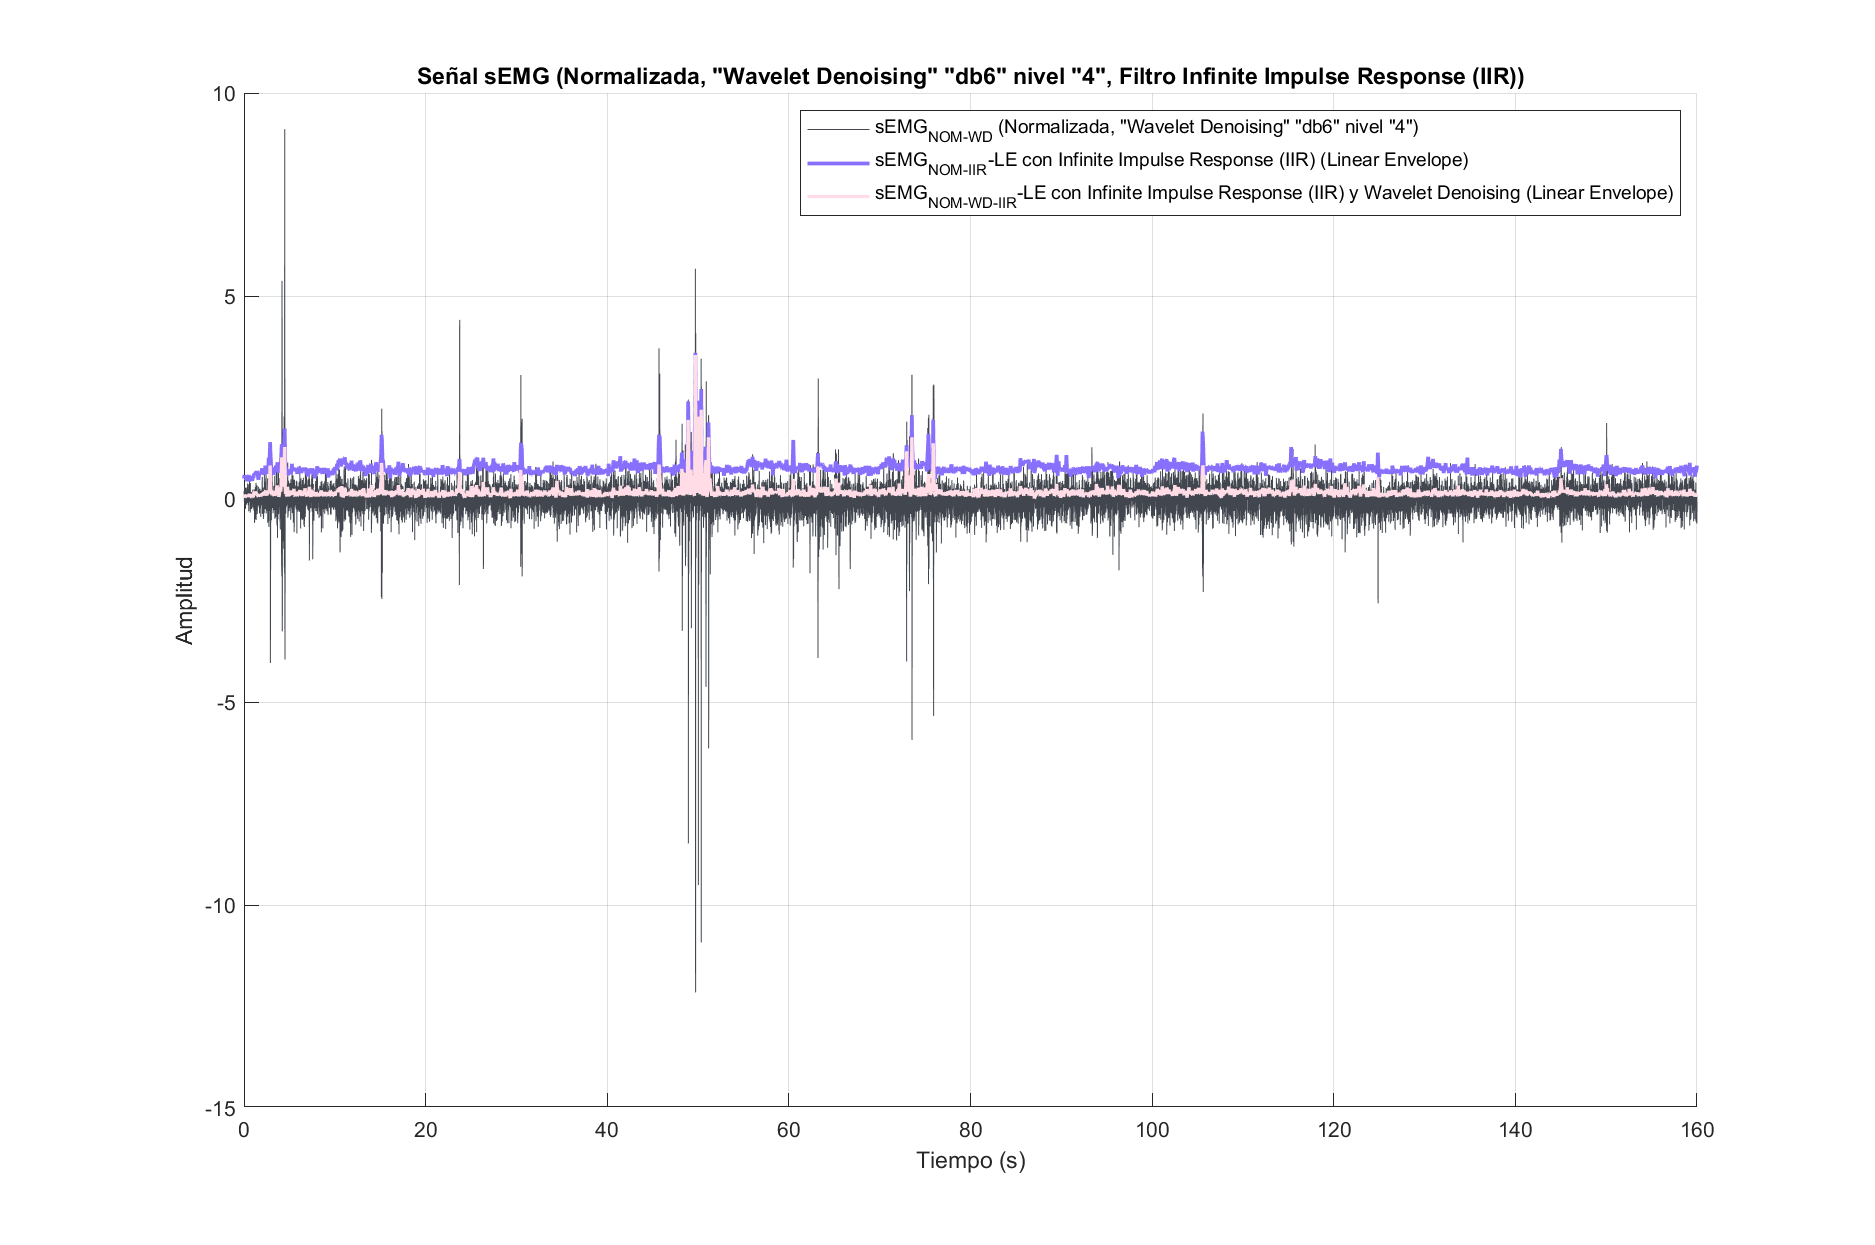 Señal sEMG (Normalizada, "Wavelet Denoising" "db6" nivel "4", Filtro Infinite Impulse Response (IIR))
sEMGNOM-WD (Normalizada, "Wavelet Denoising" "db6" nivel "4")
sEMGNOM-IIR-LE con Infinite Impulse Response (IIR) (Linear Envelope)
sEMGNOM-WD-IIR-LE con Infinite Impulse Response (IIR) y Wavelet Denoising (Linear Envelope)
10
5
0
-5
-10
-15
Amplitud
0 20 40 60 80 100 120 140 160
Tiempo (s)